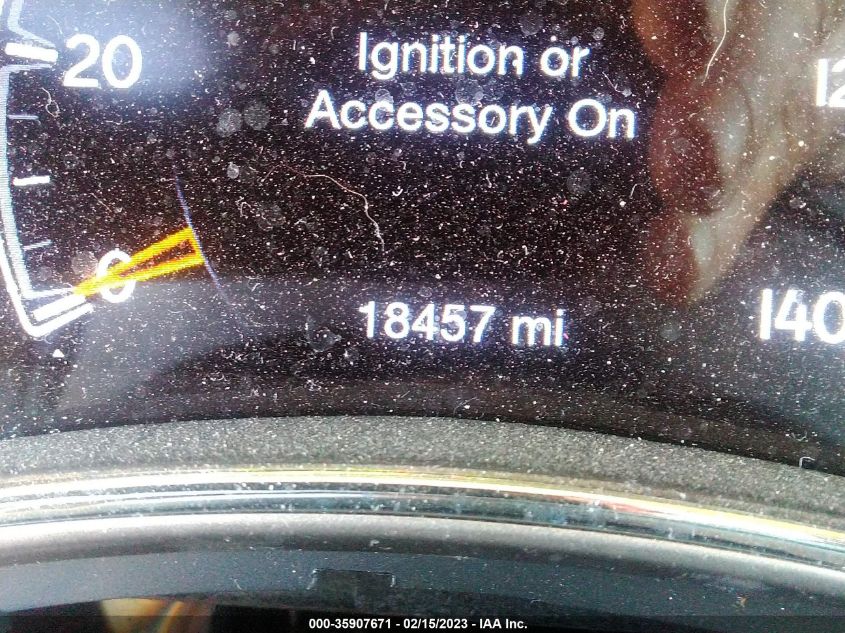 20
Ignition or
Accessory On
0
18457 mi
140
000-35907671 - 02/15/2023 - IAA Inc.